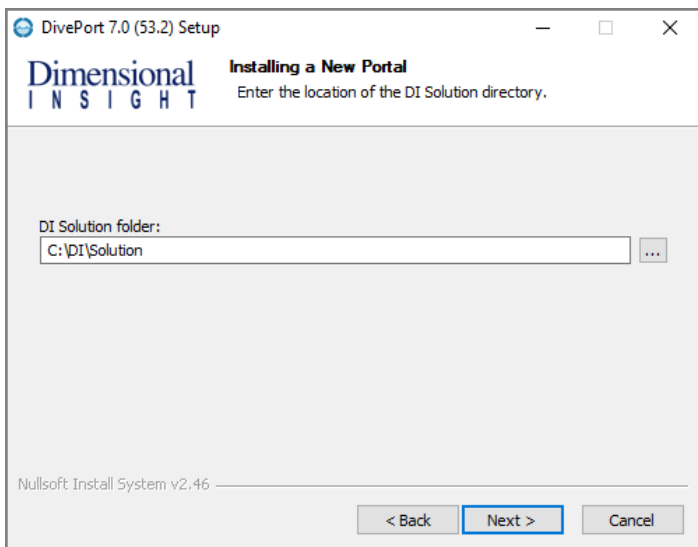 DivePort 7.0 (53.2) Setup
Dimensional
INSIGHT
Installing a New Portal
Enter the location of the DI Solution directory.
DI Solution folder:
C:\DI\Solution
...
Nullsoft Install System v2.46
< Back
Next >
Cancel